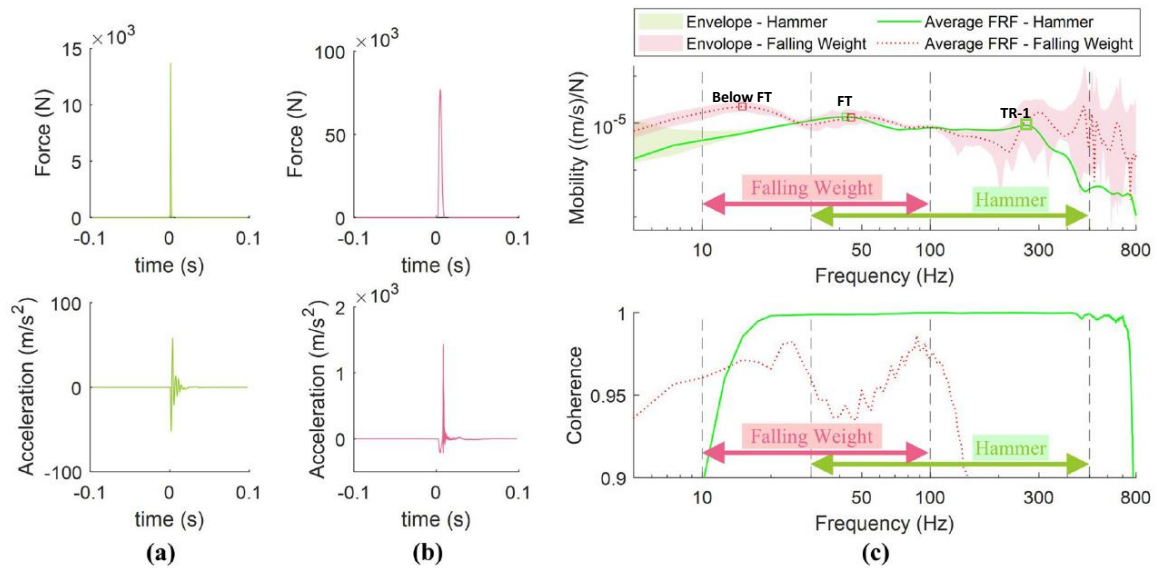 ×10³
15
10
5
0
Force (N)
-0.1
0
0.1
time (s)
100
0
-100
Acceleration (m/s²)
-0.1
0
0.1
time (s)
(a)
×10³
100
50
0
Force (N)
-0.1
0
0.1
time (s)
×10³
2
1
0
Acceleration (m/s²)
-0.1
0
0.1
time (s)
(b)
Envelope - Hammer
Average FRF - Hammer
Envelope - Falling Weight
Average FRF - Falling Weight
Below FT
FT
TR-1
10⁻⁵
Mobility ((m/s)/N)
Falling Weight
Hammer
10
50
100
300
800
Frequency (Hz)
1
0.95
0.9
Coherence
Falling Weight
Hammer
10
50
100
300
800
Frequency (Hz)
(c)